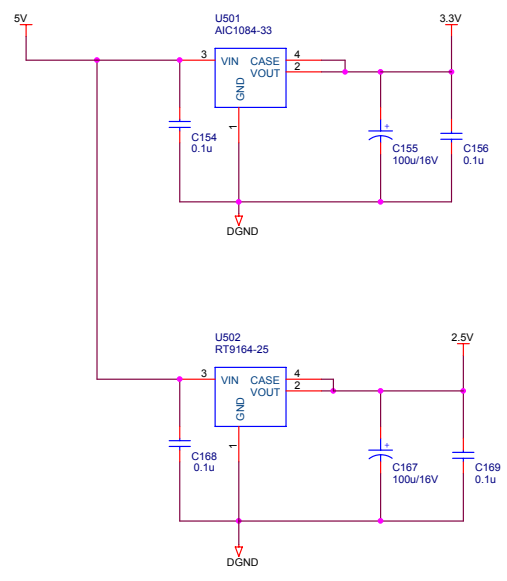 5V
U501
AIC1084-33
3.3V
3
VIN
CASE
4
VOUT
2
GND
1
C154
0.1u
C155
100u/16V
C156
0.1u
+
DGND
U502
RT9164-25
2.5V
3
VIN
CASE
4
VOUT
2
GND
1
C168
0.1u
+
C167
100u/16V
C169
0.1u
DGND